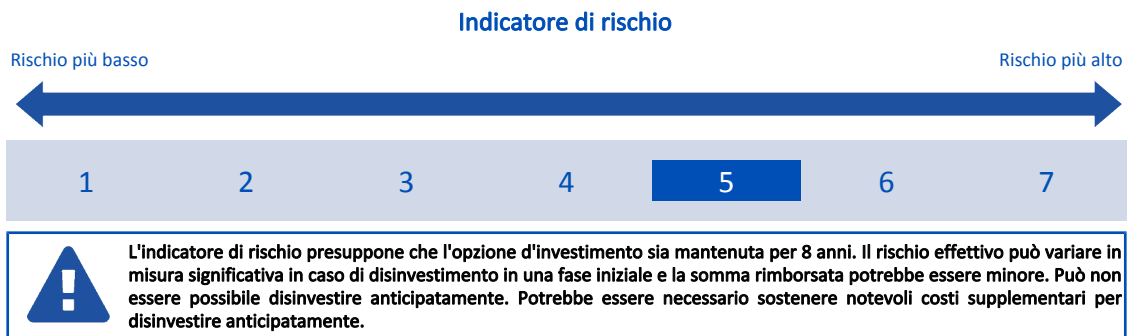 Indicatore di rischio
Rischio più basso
Rischio più alto
1 2 3 4 5 6 7
L'indicatore di rischio presuppone che l'opzione d'investimento sia mantenuta per 8 anni. Il rischio effettivo può variare in
misura significativa in caso di disinvestimento in una fase iniziale e la somma rimborsata potrebbe essere minore. Può non
essere possibile disinvestire anticipatamente. Potrebbe essere necessario sostenere notevoli costi supplementari per
disinvestire anticipatamente.